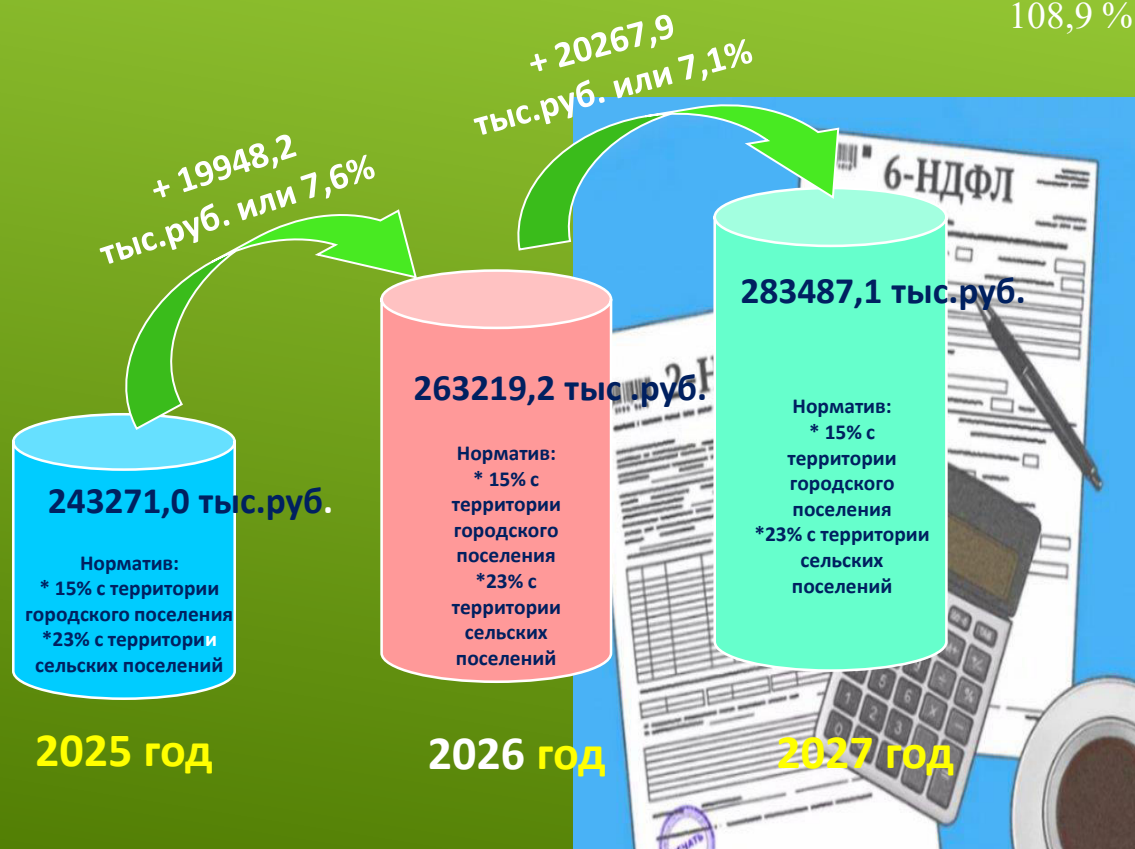 108,9 %
+ 20267,9
тыс.руб. или 7,1%
+ 19948,2
тыс.руб. или 7,6%
6-НДФЛ
283487,1 тыс.руб.
Норматив:
* 15% с
территории
городского
поселения
*23% с территории
сельских
поселений
2-Н
263219,2 тыс .руб.
Норматив:
* 15% с
территории
городского
поселения
*23% с
территории
сельских
поселений
243271,0 тыс.руб.
Норматив:
* 15% с территории
городского поселения
*23% с территории
сельских поселений
2025 год
2026 год
2027 год